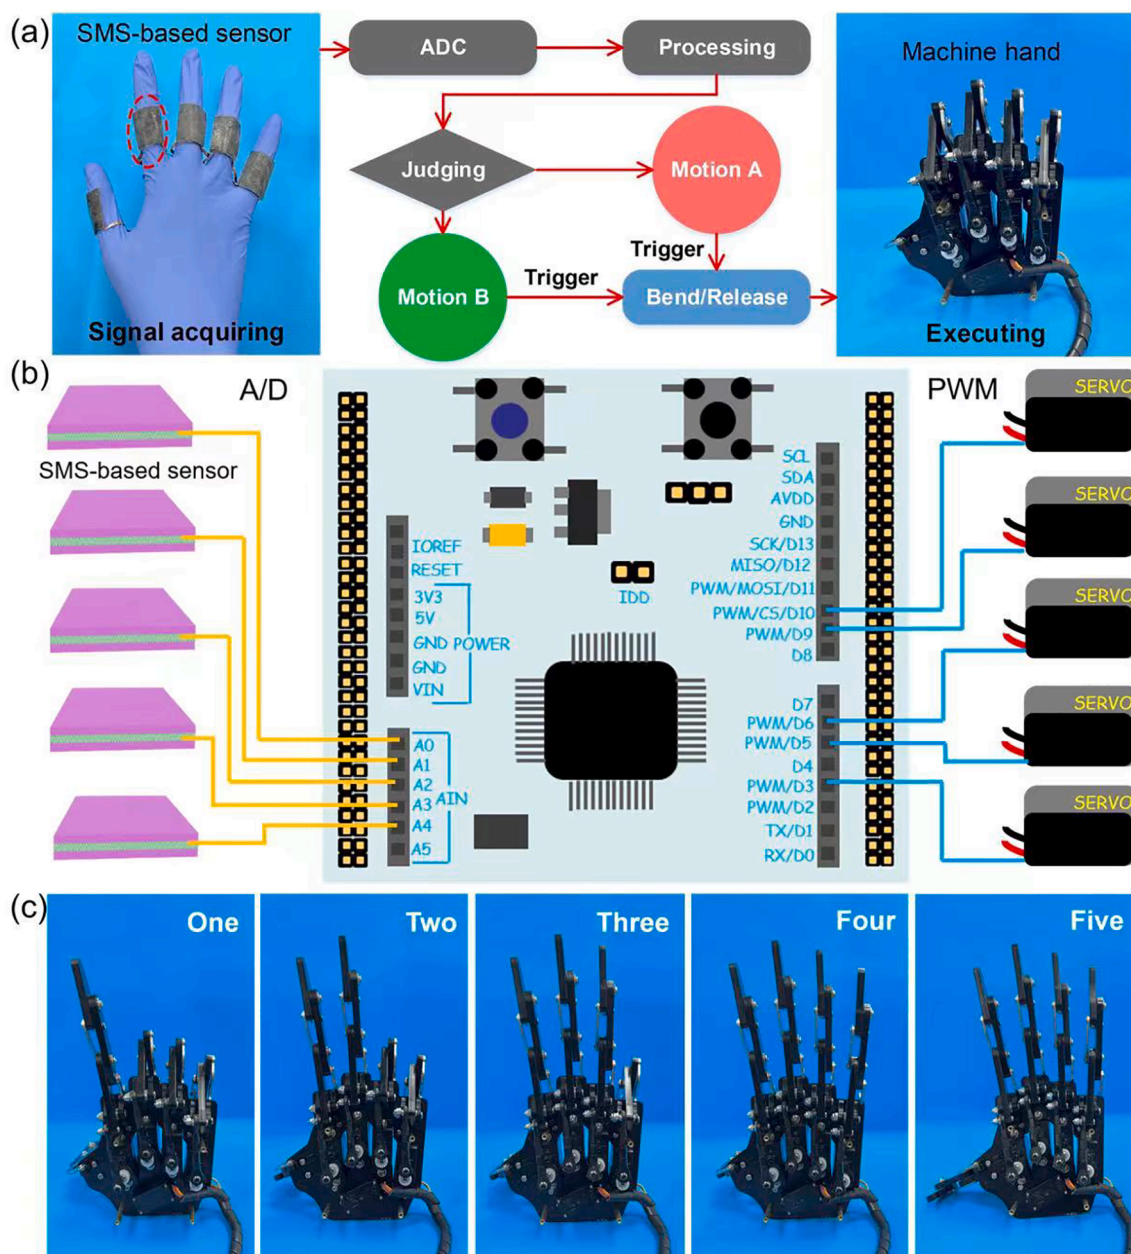 (a)
SMS-based sensor
ADC
Processing
Machine hand
Judging
Motion A
Motion B
Trigger
Trigger
Bend/Release
Signal acquiring
Executing
(b)
A/D
PWM
SERVO
SMS-based sensor
SCL
SDA
AVDD
GND
SCK/D13
MISO/D12
PWM/MOSI/D11
PWM/CS/D10
PWM/D9
D8
IOREF
RESET
3V3
5V
GND
GND
VIN
POWER
IDD
SERVO
SERVO
D7
PWM/D6
PWM/D5
D4
PWM/D3
PWM/D2
TX/D1
RX/D0
A0
A1
A2
A3
A4
A5
AIN
SERVO
SERVO
(c)
One
Two
Three
Four
Five